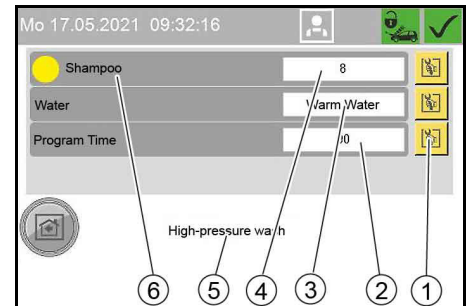 Mo 17.05.2021 09:32:16
Shampoo 8
Water Warm Water
Program Time
High-pressure wash
6 5 4 3 2 1